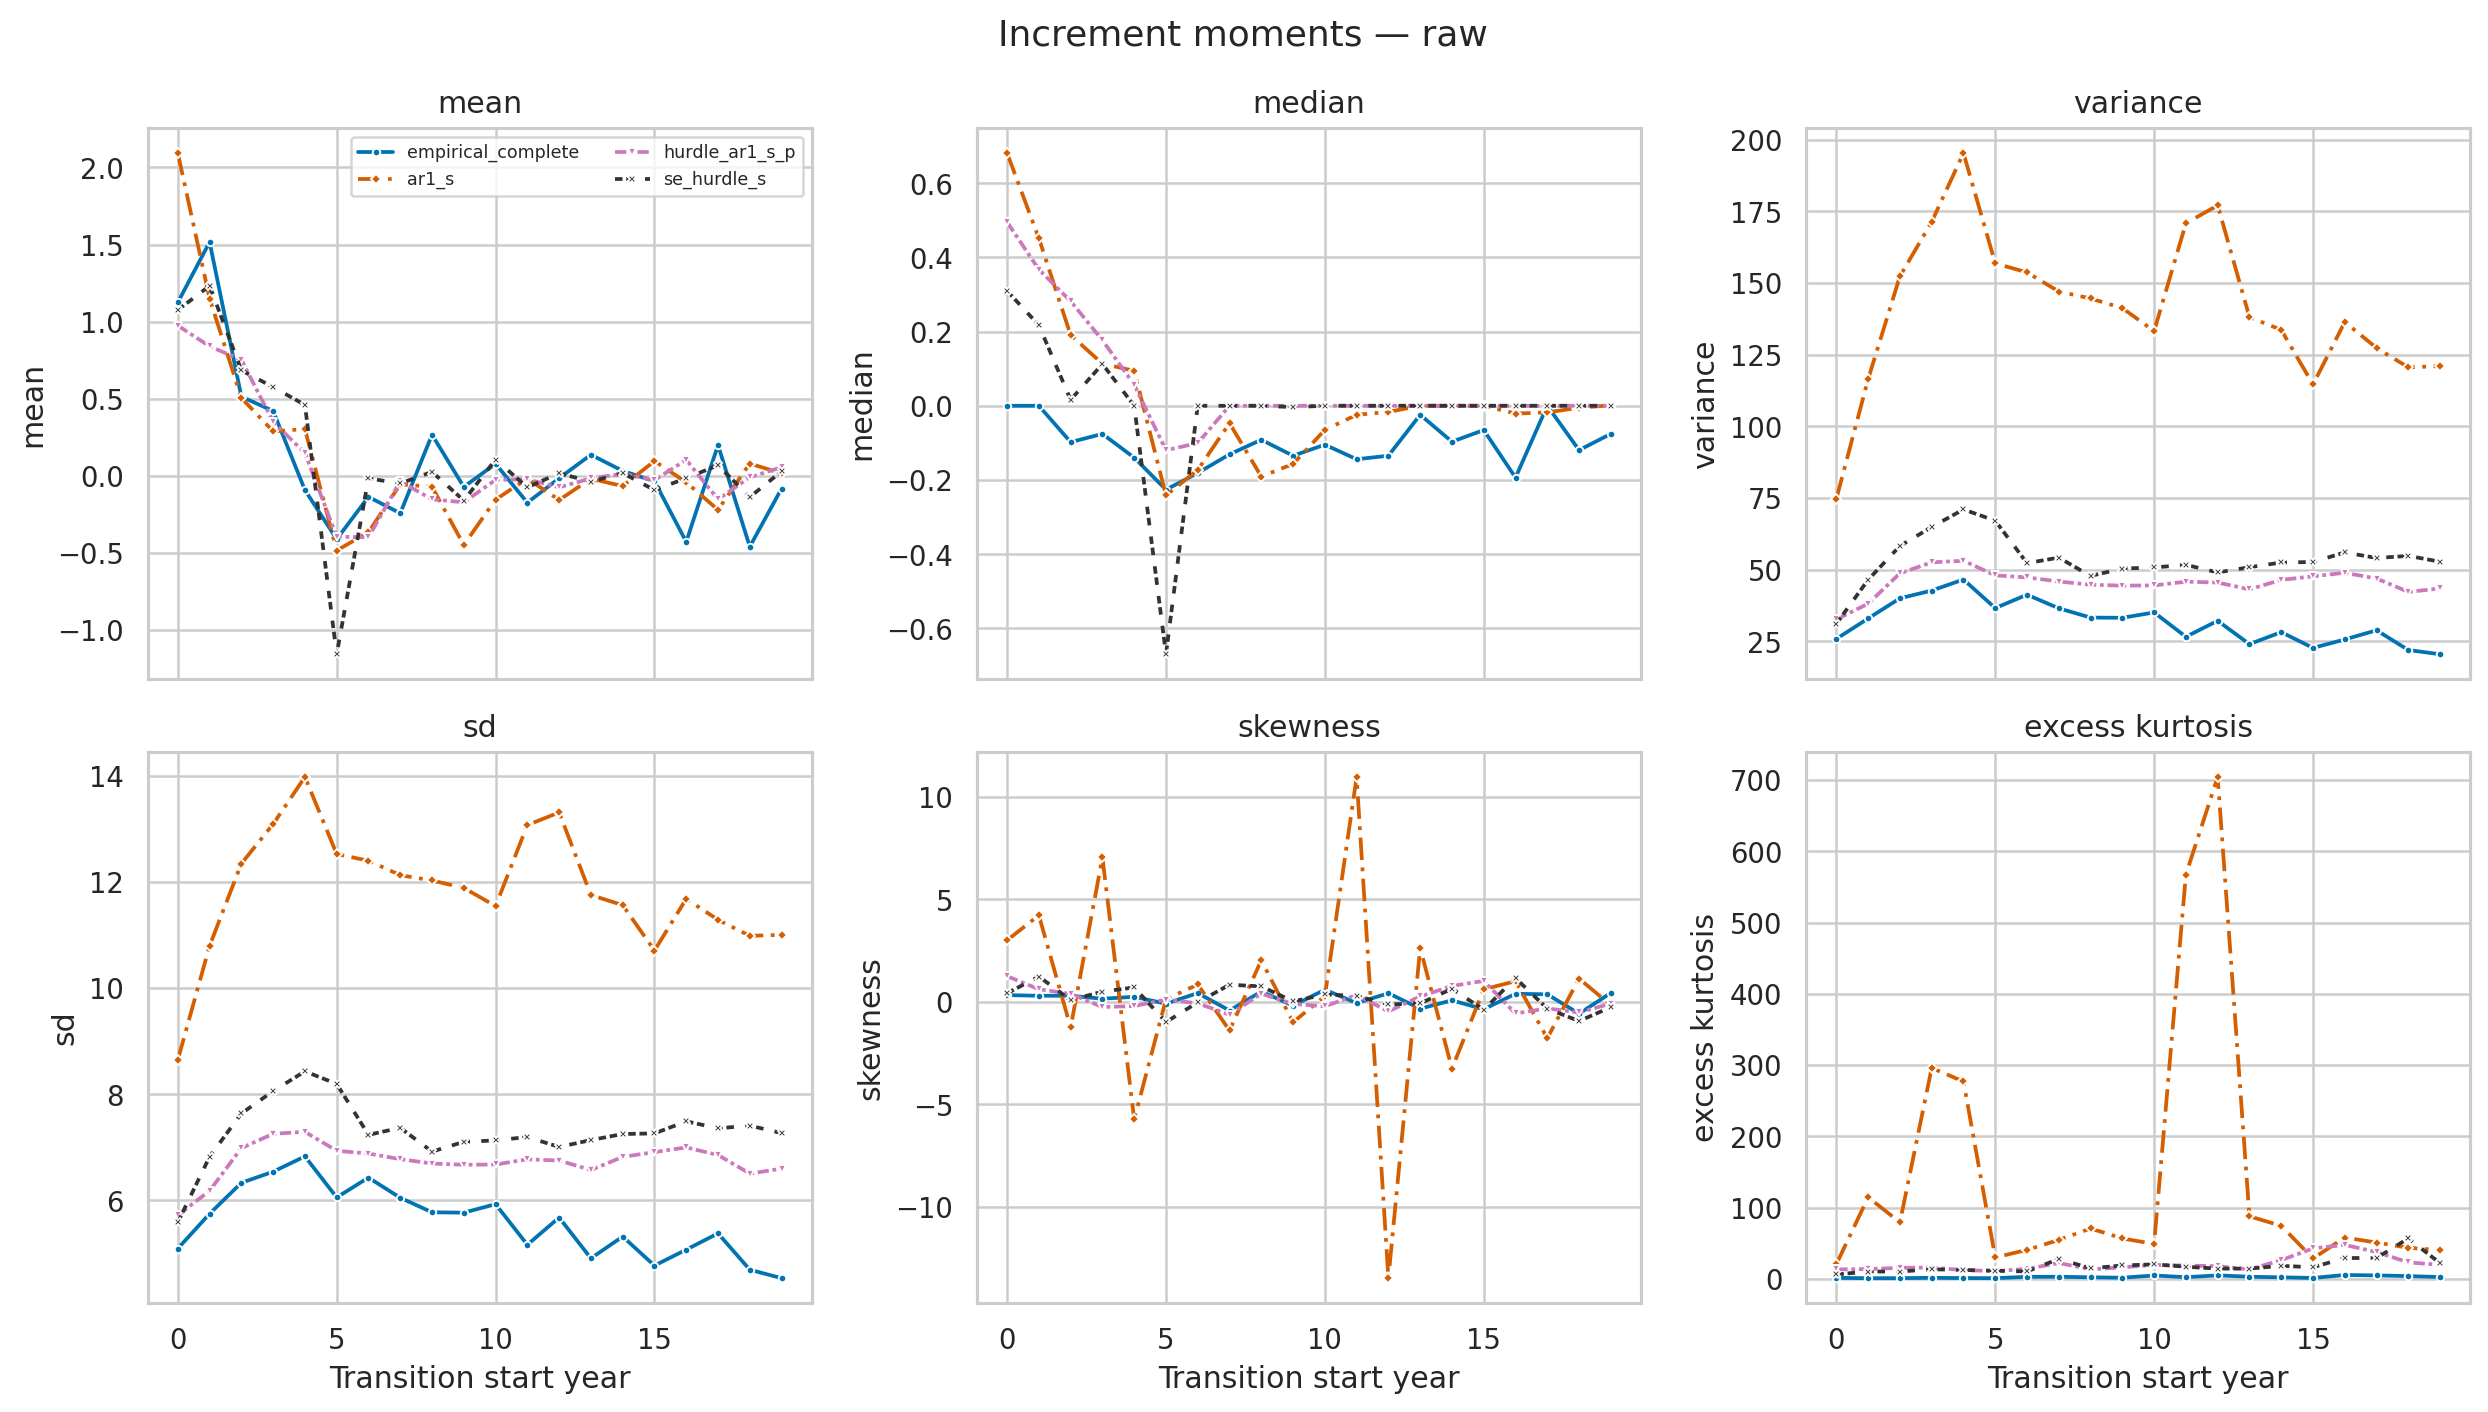 Increment moments — raw
mean
median
variance
mean
2.0
1.5
1.0
0.5
0.0
−0.5
−1.0
empirical_complete
ar1_s
hurdle_ar1_s_p
se_hurdle_s
median
0.6
0.4
0.2
0.0
−0.2
−0.4
−0.6
variance
200
175
150
125
100
75
50
25
sd
skewness
excess kurtosis
sd
14
12
10
8
6
0 5 10 15
Transition start year
skewness
10
5
0
−5
−10
0 5 10 15
Transition start year
excess kurtosis
700
600
500
400
300
200
100
0
0 5 10 15
Transition start year